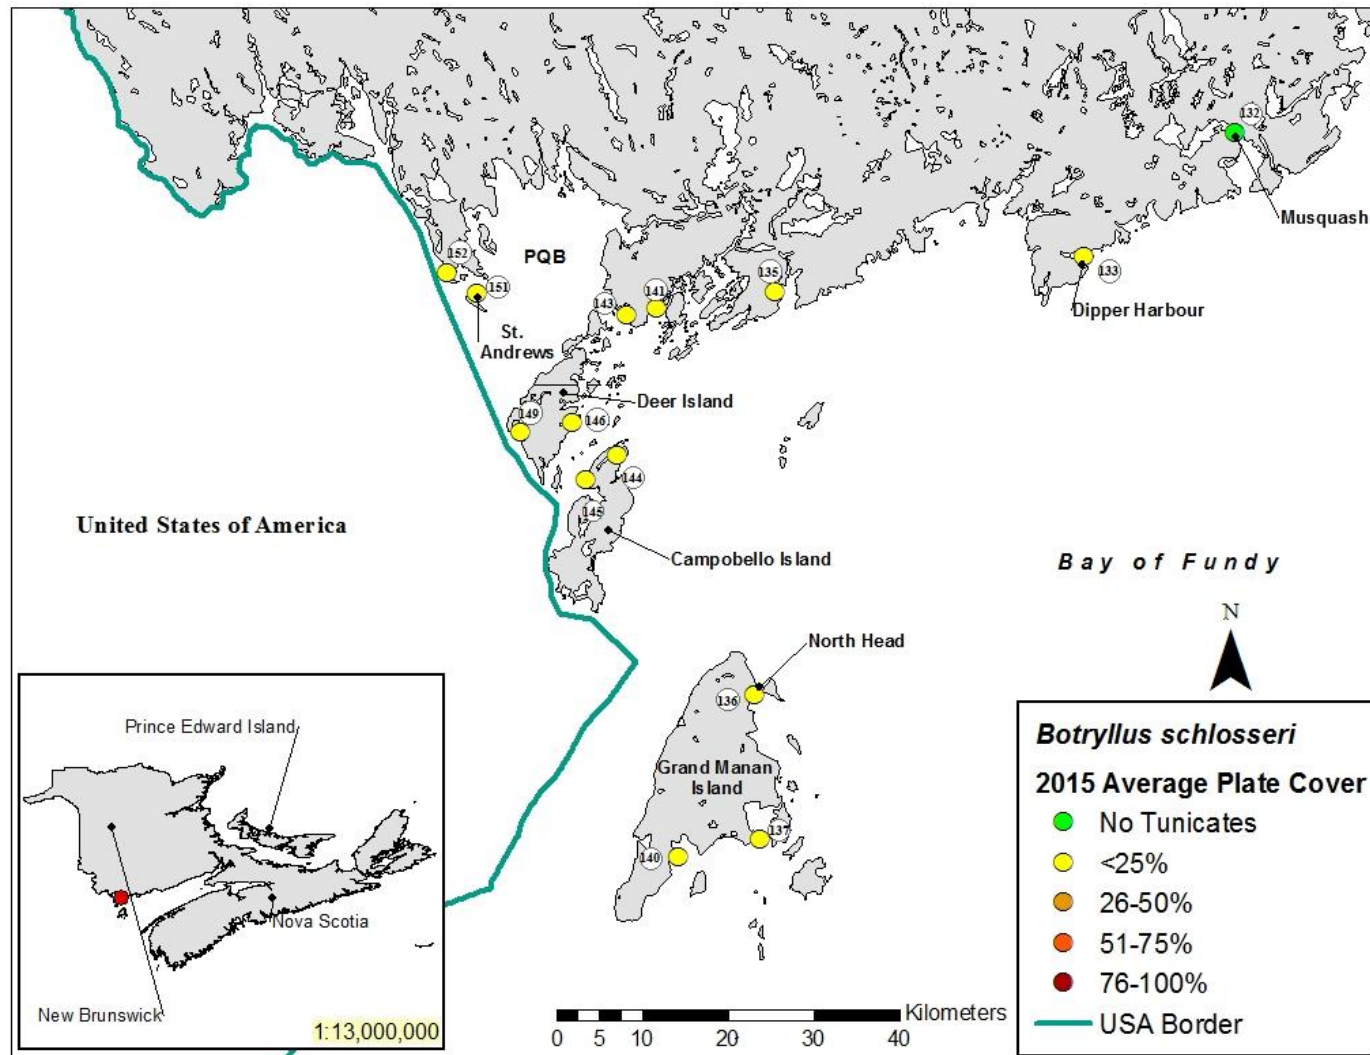 132
Musquash
152
PQB
151
135
133
141
143
Dipper Harbour
St.
Andrews
Deer Island
149
146
144
145
United States of America
Campobello Island
Bay of Fundy
N
North Head
136
Grand Manan
Island
137
140
Prince Edward Island
Nova Scotia
New Brunswick
1:13,000,000
Kilometers
0 5 10 20 30 40
Botryllus schlosseri
2015 Average Plate Cover
No Tunicates
<25%
26-50%
51-75%
76-100%
USA Border